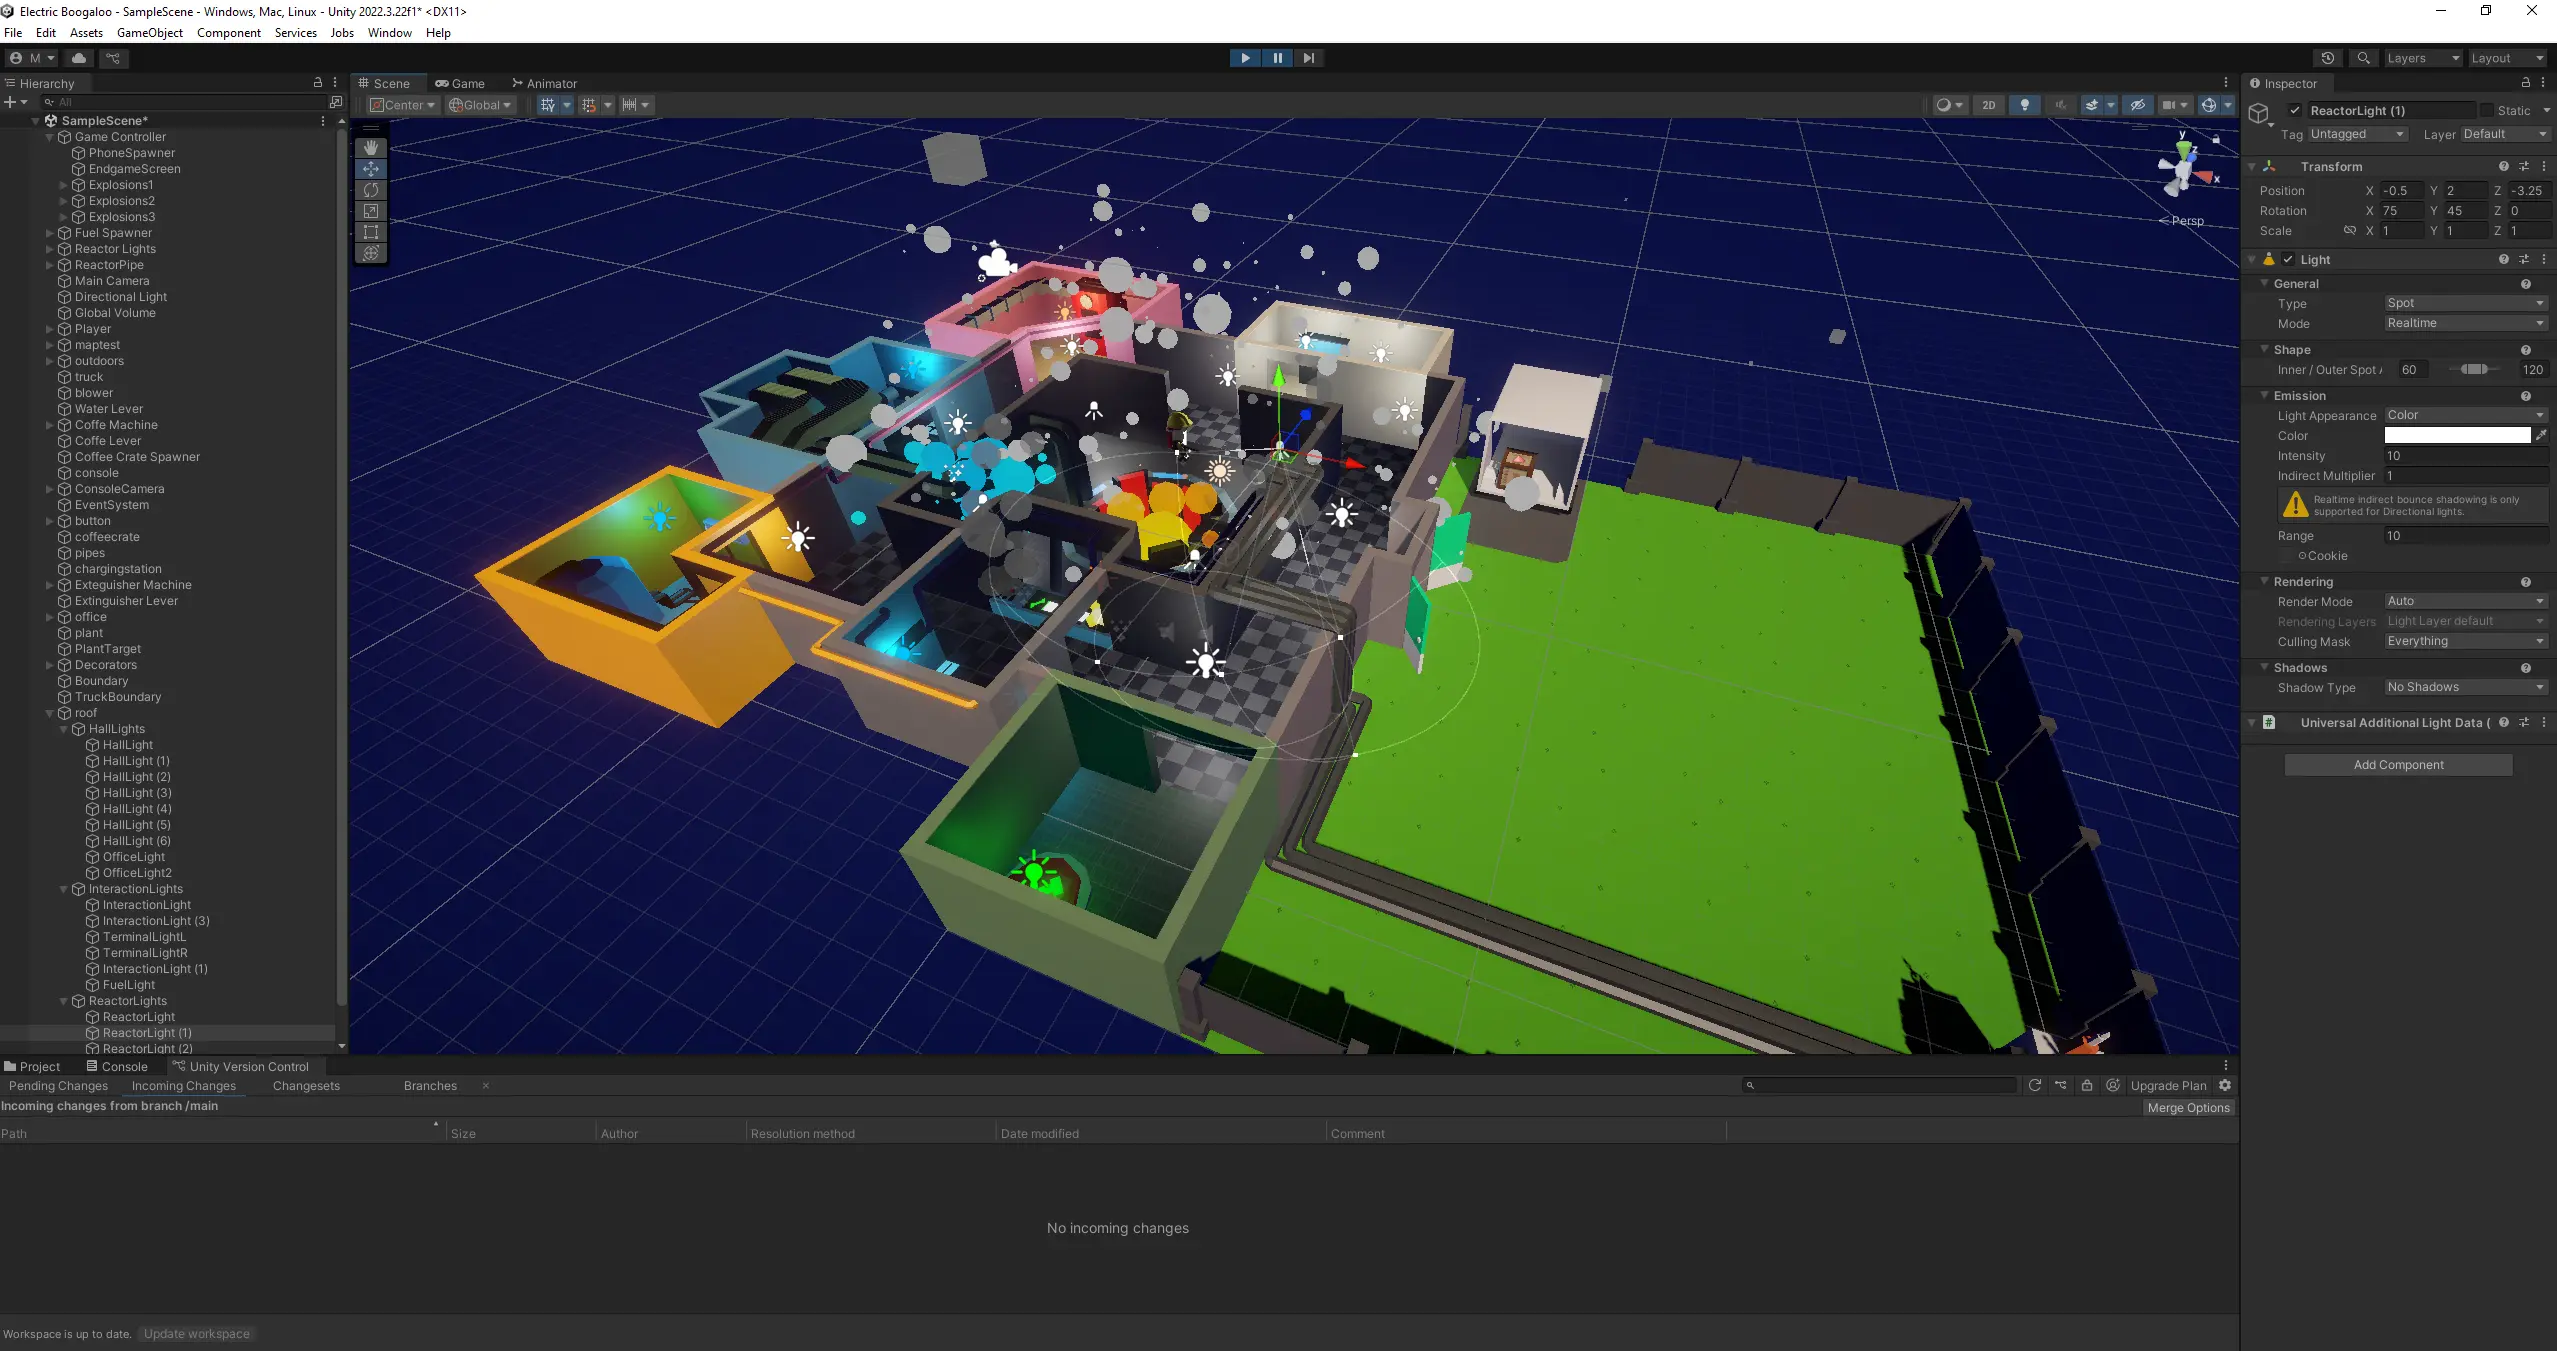 Electric Boogaloo - SampleScene - Windows, Mac, Linux - Unity 2022.3.22f1* <DX11>
File Edit Assets GameObject Component Services Jobs Window Help
M Layers Layout
Hierarchy
All
SampleScene*
Game Controller
PhoneSpawner
EndgameScreen
Explosions1
Explosions2
Explosions3
Fuel Spawner
Reactor Lights
ReactorPipe
Main Camera
Directional Light
Global Volume
Player
maptest
outdoors
truck
blower
Water Lever
Coffe Machine
Coffe Lever
Coffee Crate Spawner
console
ConsoleCamera
EventSystem
button
coffeecrate
pipes
chargingstation
Exteguisher Machine
Extinguisher Lever
office
plant
PlantTarget
Decorators
Boundary
TruckBoundary
roof
HallLights
HallLight
HallLight (1)
HallLight (2)
HallLight (3)
HallLight (4)
HallLight (5)
HallLight (6)
OfficeLight
OfficeLight2
InteractionLights
InteractionLight
InteractionLight (3)
TerminalLightL
TerminalLightR
InteractionLight (1)
FuelLight
ReactorLights
ReactorLight
ReactorLight (1)
ReactorLight (2)
Scene Game Animator
Center Global 2D
y
z
x
Persp
Inspector
ReactorLight (1) Static
Tag Untagged Layer Default
Transform
Position X -0.5 Y 2 Z -3.25
Rotation X 75 Y 45 Z 0
Scale X 1 Y 1 Z 1
Light
General
Type Spot
Mode Realtime
Shape
Inner / Outer Spot 60 120
Emission
Light Appearance Color
Color
Intensity 10
Indirect Multiplier 1
Realtime indirect bounce shadowing is only
supported for Directional lights.
Range 10
Cookie
Rendering
Render Mode Auto
Rendering Layers Light Layer default
Culling Mask Everything
Shadows
Shadow Type No Shadows
Universal Additional Light Data (
Add Component
Project Console Unity Version Control
Pending Changes Incoming Changes Changesets Branches × Upgrade Plan
Incoming changes from branch /main
Merge Options
Path Size Author Resolution method Date modified Comment
No incoming changes
Workspace is up to date. Update workspace